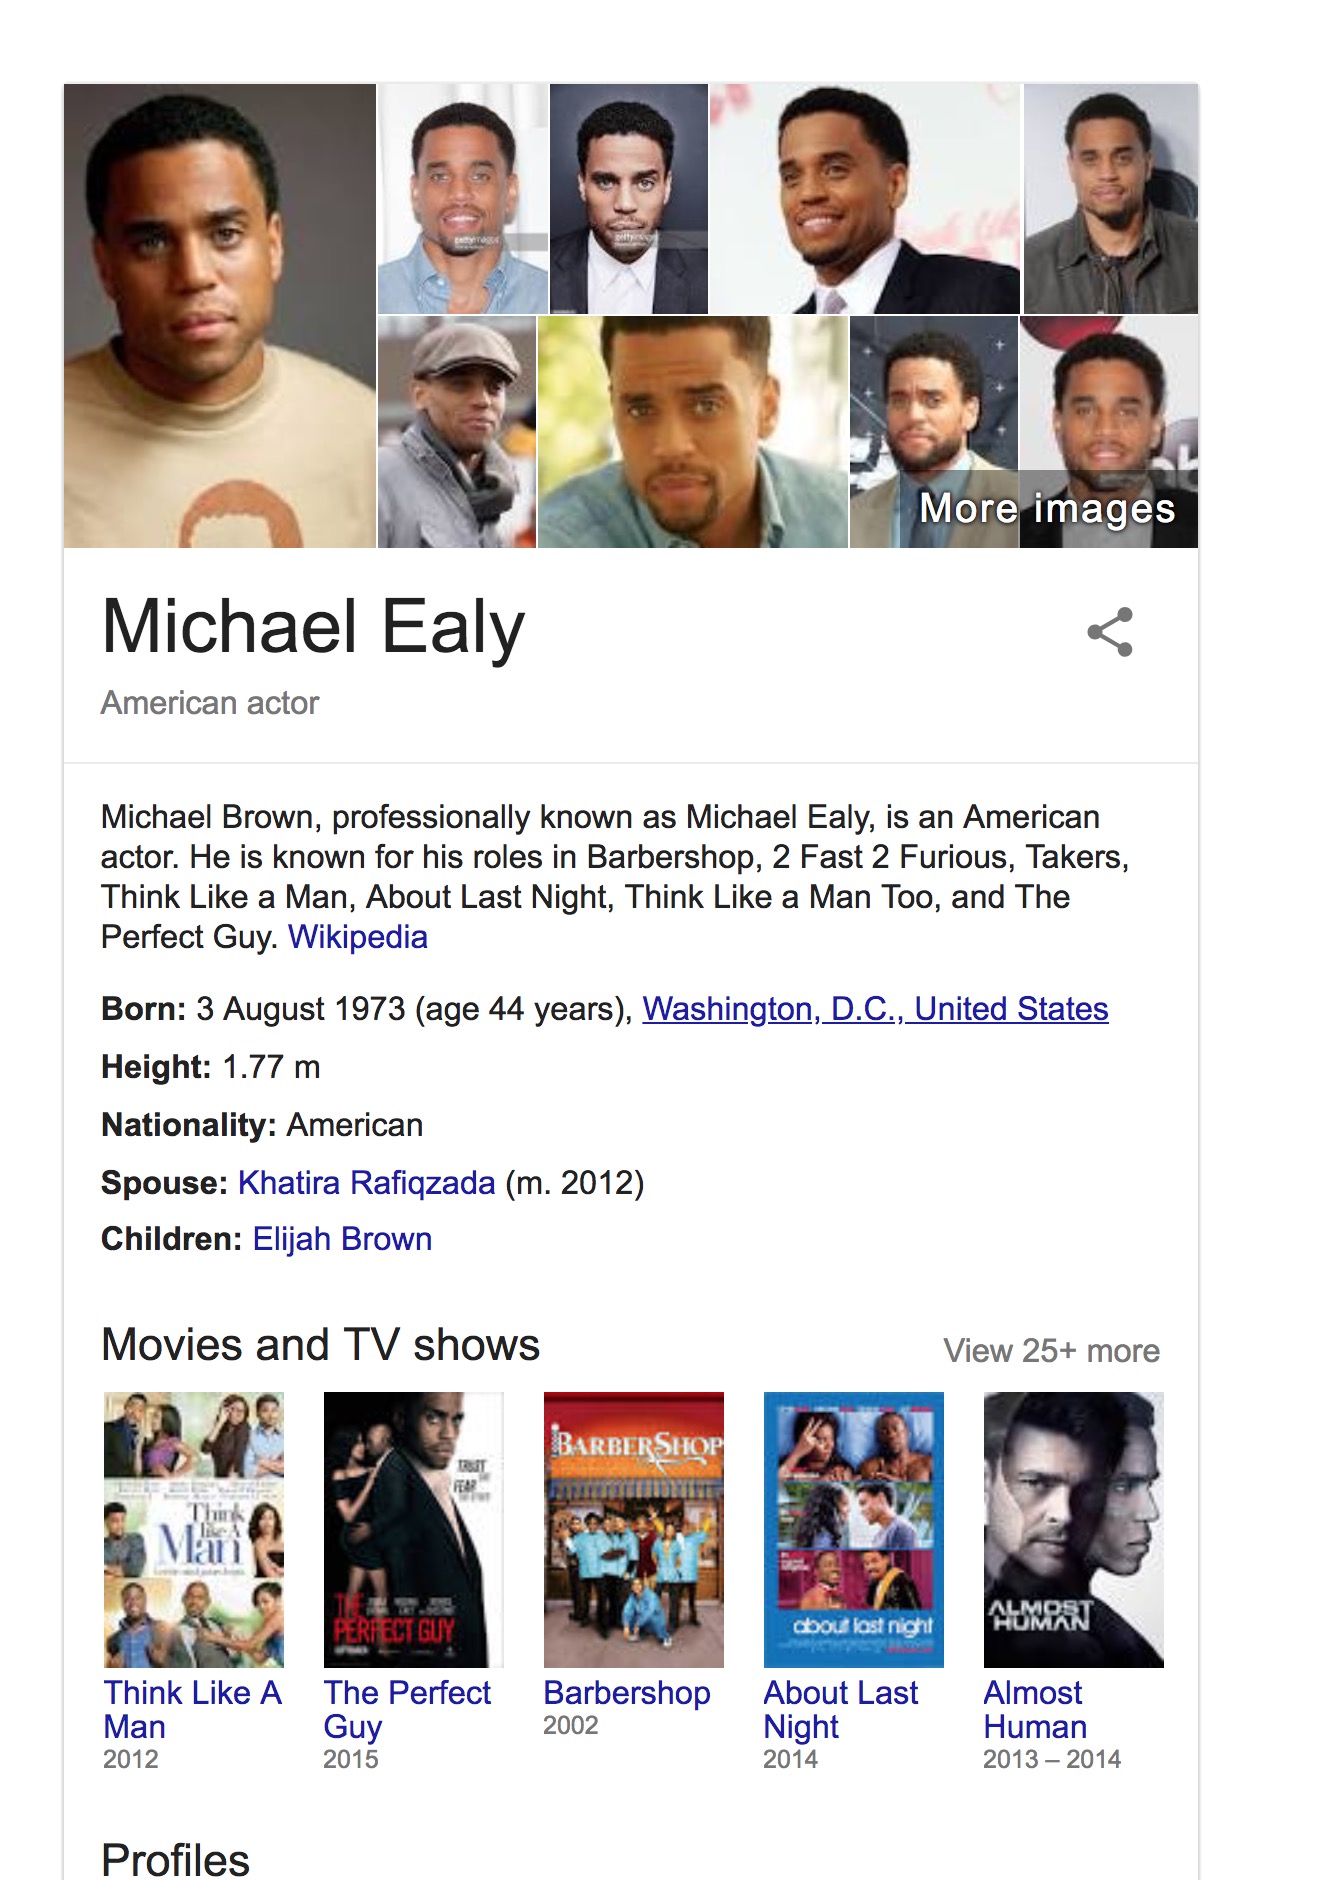 gettyimages
gettyimages
abc
More images
Michael Ealy
American actor
Michael Brown, professionally known as Michael Ealy, is an American
actor. He is known for his roles in Barbershop, 2 Fast 2 Furious, Takers,
Think Like a Man, About Last Night, Think Like a Man Too, and The
Perfect Guy. Wikipedia
Born: 3 August 1973 (age 44 years), Washington, D.C., United States
Height: 1.77 m
Nationality: American
Spouse: Khatira Rafiqzada (m. 2012)
Children: Elijah Brown
Movies and TV shows
View 25+ more
Think
like A
Man
TRUST
FEAR
THE
PERFECT GUY
BARBERSHOP
about last night
ALMOST
HUMAN
Think Like A
Man
2012
The Perfect
Guy
2015
Barbershop
2002
About Last
Night
2014
Almost
Human
2013 – 2014
Profiles